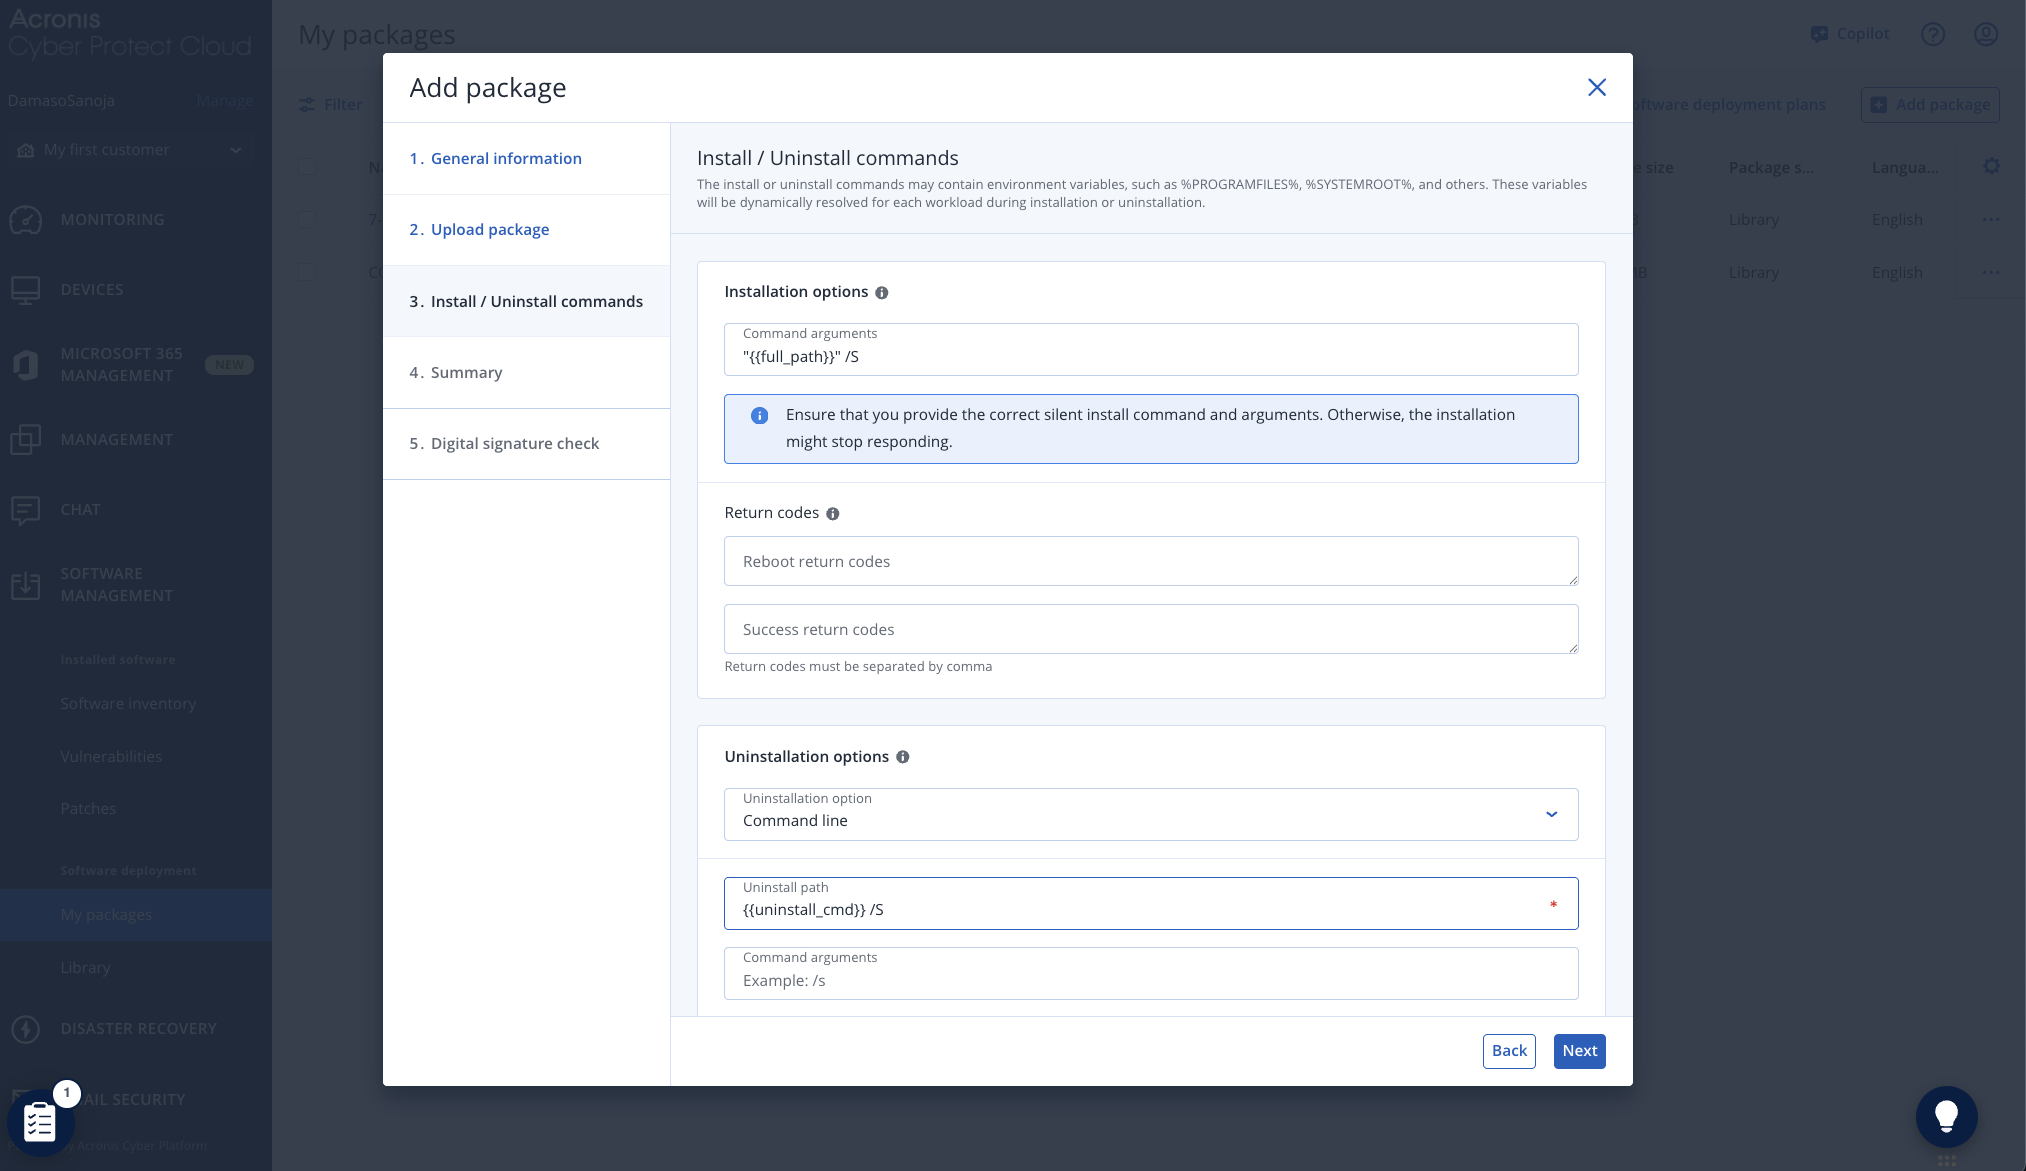 Acronis
Cyber Protect Cloud
DamasoSanoja
Manage
My first customer
MONITORING
DEVICES
MICROSOFT 365
MANAGEMENT
NEW
MANAGEMENT
CHAT
SOFTWARE
MANAGEMENT
Installed software
Software inventory
Vulnerabilities
Patches
Software deployment
My packages
Library
DISASTER RECOVERY
AIL SECURITY
1
y Acronis Cyber Platform
My packages
Copilot
Filter
oftware deployment plans
Add package
e size
Package s...
Langua...
7-
Library
English
Library
English
Add package
1. General information
2. Upload package
3. Install / Uninstall commands
4. Summary
5. Digital signature check
Install / Uninstall commands
The install or uninstall commands may contain environment variables, such as %PROGRAMFILES%, %SYSTEMROOT%, and others. These variables
will be dynamically resolved for each workload during installation or uninstallation.
Installation options
Command arguments
"{{full_path}}" /S
Ensure that you provide the correct silent install command and arguments. Otherwise, the installation
might stop responding.
Return codes
Reboot return codes
Success return codes
Return codes must be separated by comma
Uninstallation options
Uninstallation option
Command line
Uninstall path
{{uninstall_cmd}} /S
*
Command arguments
Example: /s
Back
Next